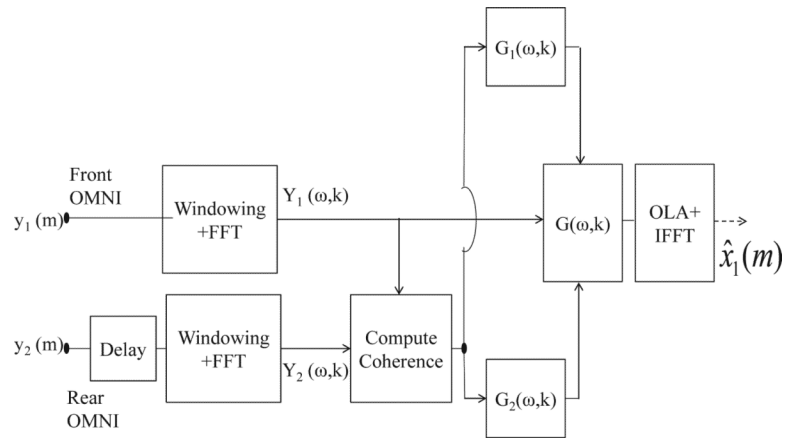 G₁(ω,k)
Front
OMNI
y₁ (m)
Windowing
+FFT
Y₁ (ω,k)
G(ω,k)
OLA+
IFFT
x̂₁(m)
y₂ (m)
Delay
Windowing
+FFT
Y₂ (ω,k)
Compute
Coherence
Rear
OMNI
G₂(ω,k)